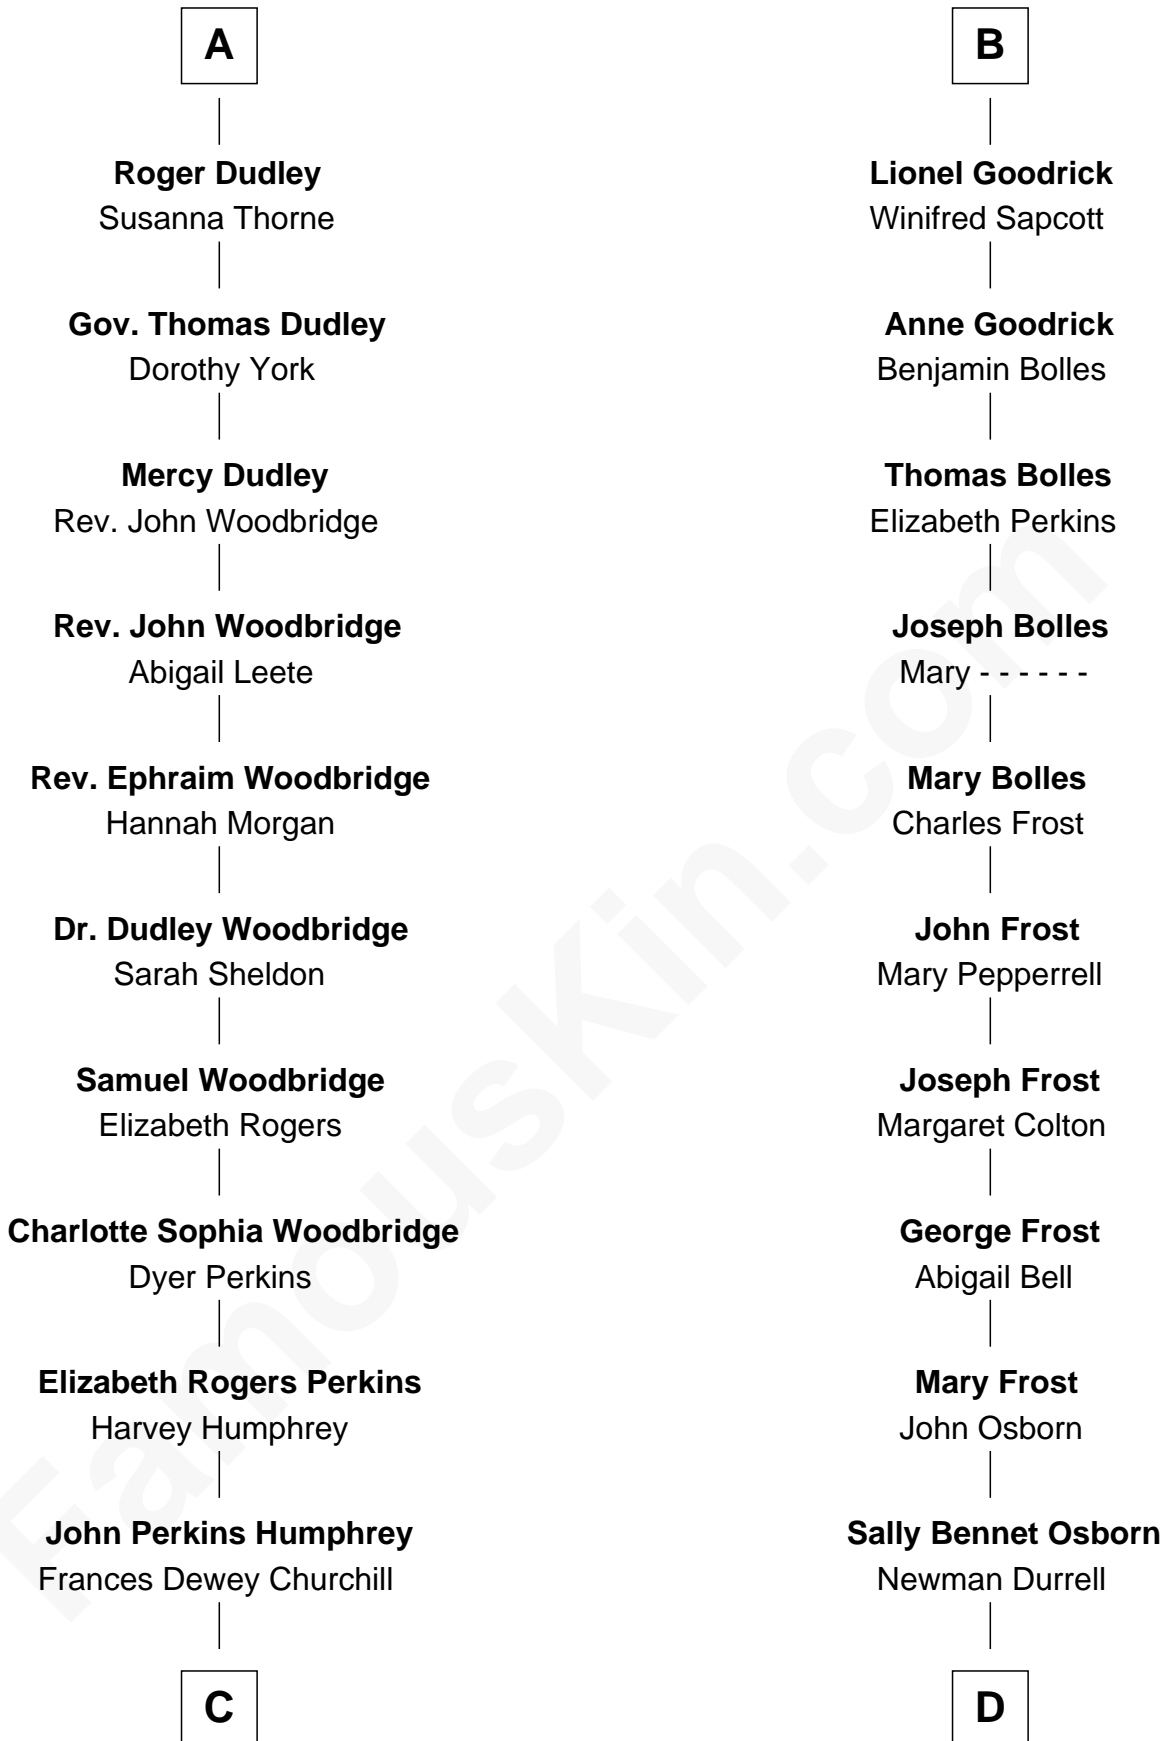 A
Roger Dudley
Susanna Thorne
Gov. Thomas Dudley
Dorothy York
Mercy Dudley
Rev. John Woodbridge
Rev. John Woodbridge
Abigail Leete
Rev. Ephraim Woodbridge
Hannah Morgan
Dr. Dudley Woodbridge
Sarah Sheldon
Samuel Woodbridge
Elizabeth Rogers
Charlotte Sophia Woodbridge
Dyer Perkins
Elizabeth Rogers Perkins
Harvey Humphrey
John Perkins Humphrey
Frances Dewey Churchill
C
B
Lionel Goodrick
Winifred Sapcott
Anne Goodrick
Benjamin Bolles
Thomas Bolles
Elizabeth Perkins
Joseph Bolles
Mary - - - - - -
Mary Bolles
Charles Frost
John Frost
Mary Pepperrell
Joseph Frost
Margaret Colton
George Frost
Abigail Bell
Mary Frost
John Osborn
Sally Bennet Osborn
Newman Durrell
D
FamousKin.com